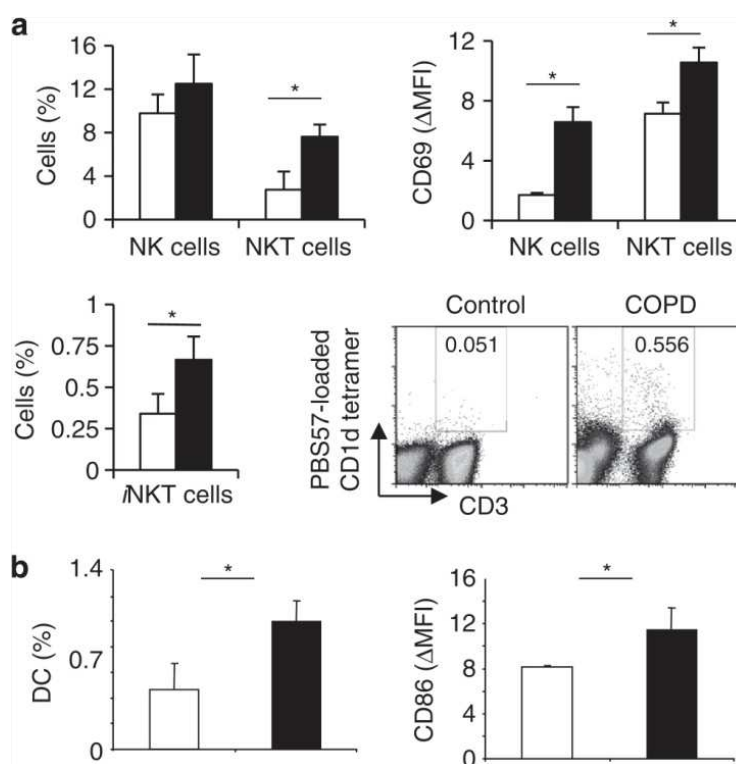 a
16
12
8
4
0
Cells (%)
*
NK cells NKT cells
12
8
4
0
CD69 (ΔMFI)
*
*
NK cells NKT cells
1
0.75
0.5
0.25
0
Cells (%)
*
iNKT cells
Control COPD
0.051 0.556
PBS57-loaded
CD1d tetramer
CD3
b
1.4
0.7
0
DC (%)
*
16
12
8
4
0
CD86 (ΔMFI)
*